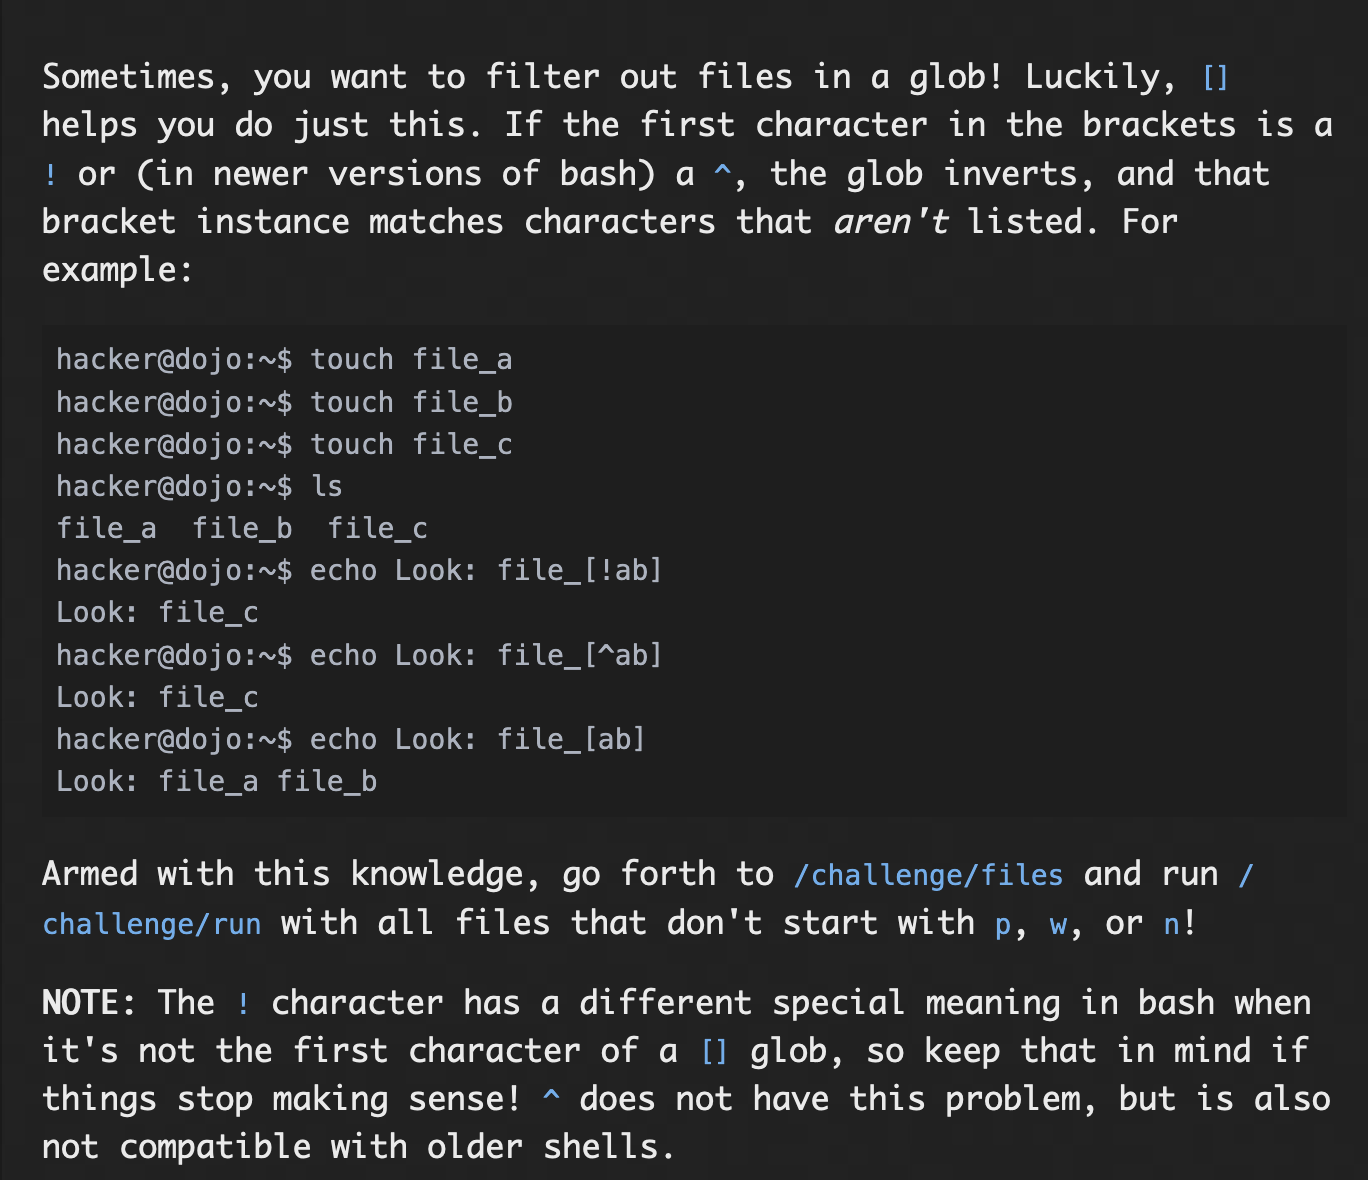 Sometimes, you want to filter out files in a glob! Luckily, []
helps you do just this. If the first character in the brackets is a
! or (in newer versions of bash) a ^, the glob inverts, and that
bracket instance matches characters that aren't listed. For
example:
hacker@dojo:~$ touch file_a
hacker@dojo:~$ touch file_b
hacker@dojo:~$ touch file_c
hacker@dojo:~$ ls
file_a  file_b  file_c
hacker@dojo:~$ echo Look: file_[!ab]
Look: file_c
hacker@dojo:~$ echo Look: file_[^ab]
Look: file_c
hacker@dojo:~$ echo Look: file_[ab]
Look: file_a file_b
Armed with this knowledge, go forth to /challenge/files and run /
challenge/run with all files that don't start with p, w, or n!
NOTE: The ! character has a different special meaning in bash when
it's not the first character of a [] glob, so keep that in mind if
things stop making sense! ^ does not have this problem, but is also
not compatible with older shells.